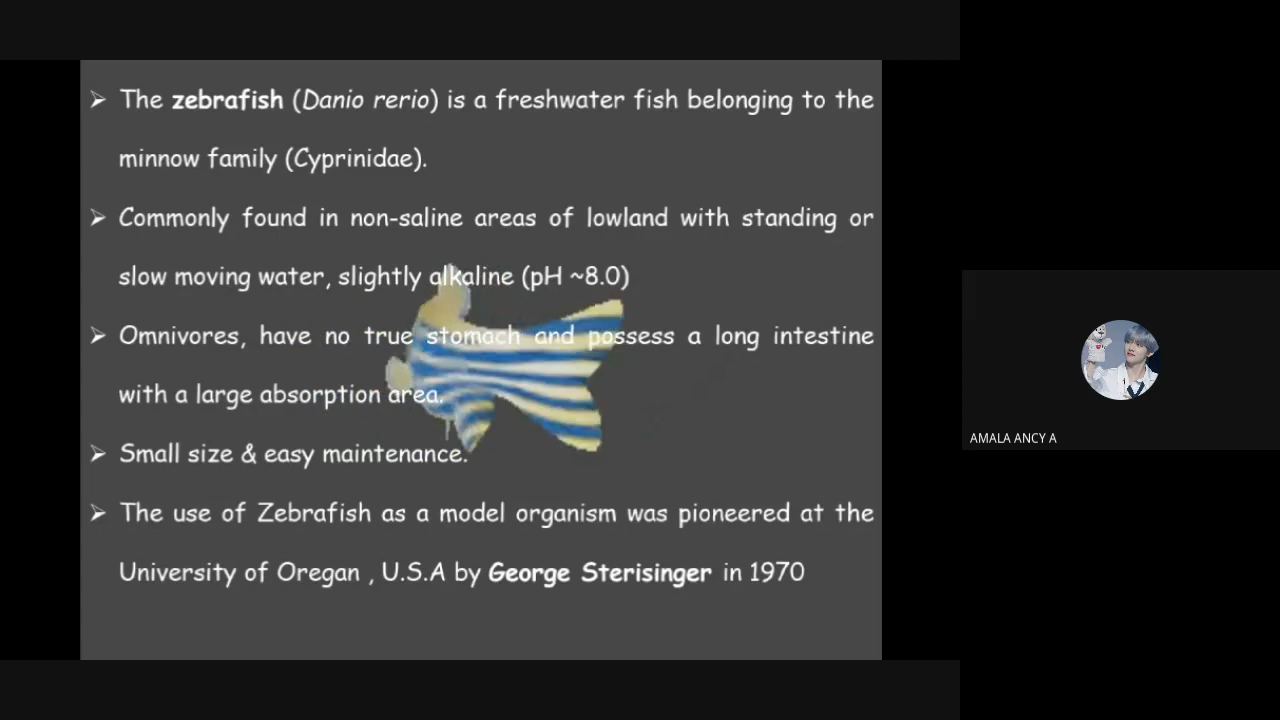 ➢ The zebrafish (Danio rerio) is a freshwater fish belonging to the
minnow family (Cyprinidae).
➢ Commonly found in non-saline areas of lowland with standing or
slow moving water, slightly alkaline (pH ~8.0)
➢ Omnivores, have no true stomach and possess a long intestine
with a large absorption area.
➢ Small size & easy maintenance.
➢ The use of Zebrafish as a model organism was pioneered at the
University of Oregan , U.S.A by George Sterisinger in 1970
AMALA ANCY A